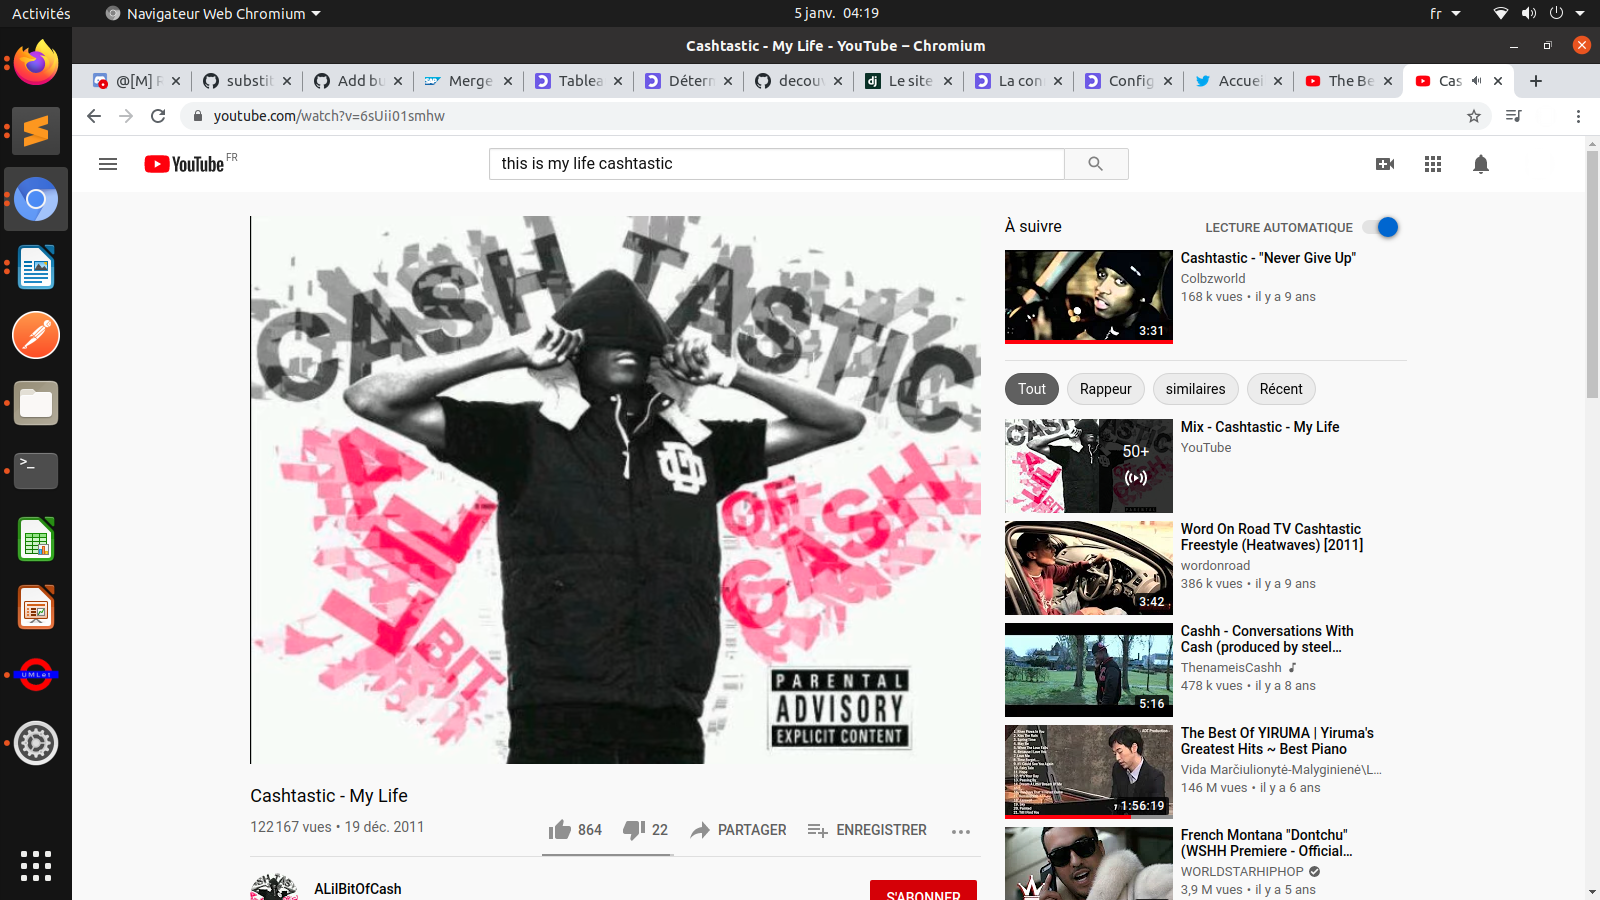 Activités
Navigateur Web Chromium
5 janv. 04:19
fr
Cashtastic - My Life - YouTube – Chromium
@[M] R
substit
Add bu
Merge
Tablea
Déterm
decouv
Le site
La con
Config
Accuei
The Be
Cas
youtube.com/watch?v=6sUii01smhw
YouTube FR
this is my life cashtastic
CASHTASTIC
A LIL BIT
OF CASH
PARENTAL
ADVISORY
EXPLICIT CONTENT
Cashtastic - My Life
122 167 vues • 19 déc. 2011
864
22
PARTAGER
ENREGISTRER
ALilBitOfCash
S'ABONNER
À suivre
LECTURE AUTOMATIQUE
3:31
Cashtastic - "Never Give Up"
Colbzworld
168 k vues • il y a 9 ans
Tout
Rappeur
similaires
Récent
50+
Mix - Cashtastic - My Life
YouTube
3:42
Word On Road TV Cashtastic
Freestyle (Heatwaves) [2011]
wordonroad
386 k vues • il y a 9 ans
5:16
Cashh - Conversations With
Cash (produced by steel...
ThenameisCashh
478 k vues • il y a 8 ans
1:56:19
The Best Of YIRUMA | Yiruma's
Greatest Hits ~ Best Piano
Vida Marčiulionytė-Malyginienė\L...
146 M vues • il y a 6 ans
French Montana "Dontchu"
(WSHH Premiere - Official...
WORLDSTARHIPHOP
3,9 M vues • il y a 5 ans
UMLet